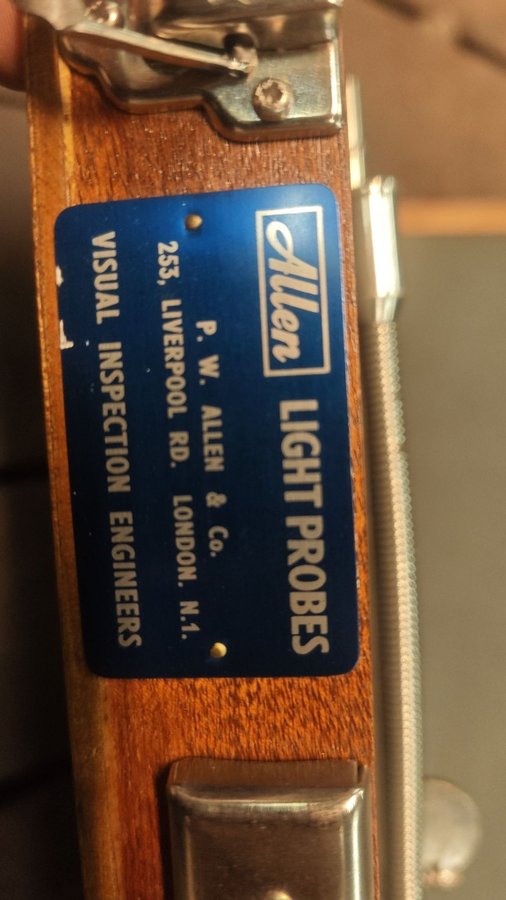 Allen LIGHT PROBES
P. W. ALLEN & Co.
253, LIVERPOOL RD. LONDON. N.1.
VISUAL INSPECTION ENGINEERS